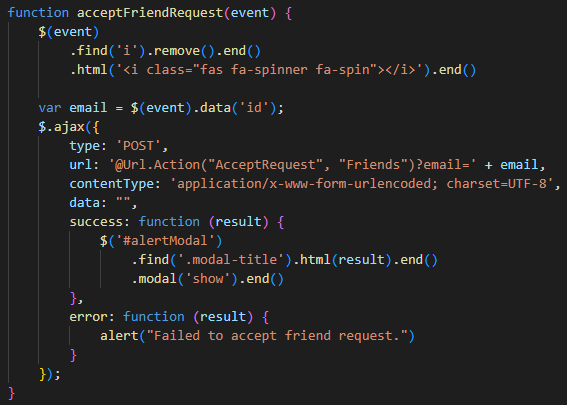 function acceptFriendRequest(event) {
    $(event)
        .find('i').remove().end()
        .html('<i class="fas fa-spinner fa-spin"></i>').end()

    var email = $(event).data('id');
    $.ajax({
        type: 'POST',
        url: '@Url.Action("AcceptRequest", "Friends")?email=' + email,
        contentType: 'application/x-www-form-urlencoded; charset=UTF-8',
        data: "",
        success: function (result) {
            $('#alertModal')
                .find('.modal-title').html(result).end()
                .modal('show').end()
        },
        error: function (result) {
            alert("Failed to accept friend request.")
        }
    });
}